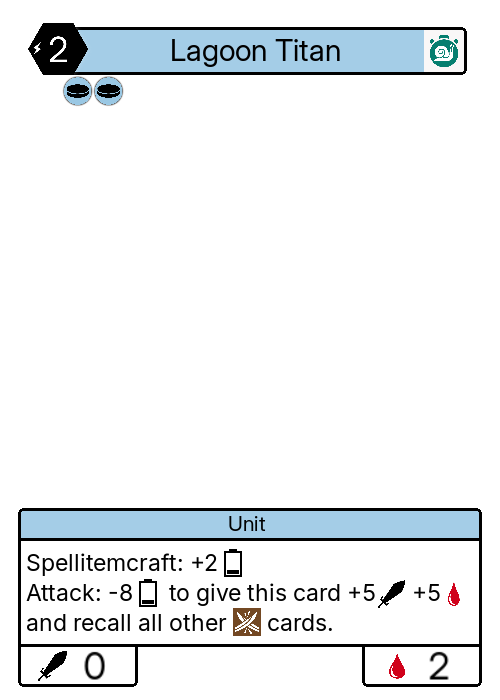 2
Lagoon Titan
Unit
Spellitemcraft: +2
Attack: -8 to give this card +5 +5
and recall all other cards.
0
2